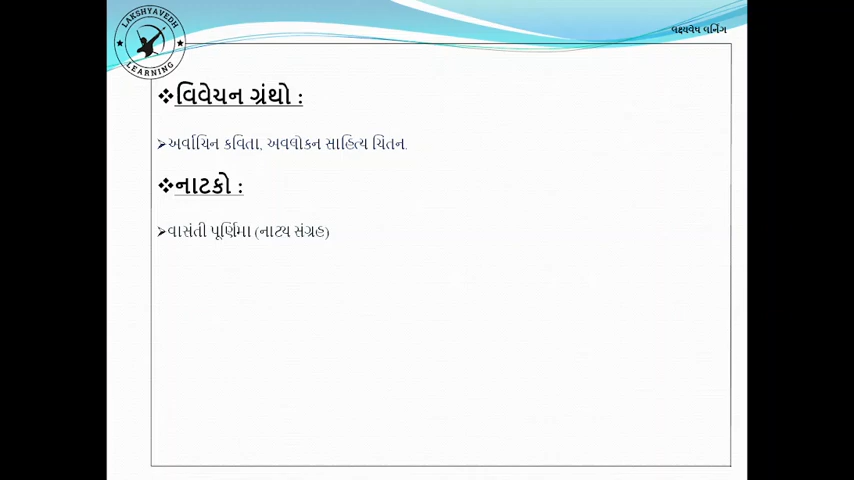 LAKSHYAVEDH
LEARNING
લક્ષ્યવેધ લર્નિંગ
❖વિવેચન ગ્રંથો :
➢અર્વાચિન કવિતા, અવલોકન સાહિત્ય ચિંતન.
❖નાટકો :
➢વાસંતી પૂર્ણિમા (નાટ્ય સંગ્રહ)